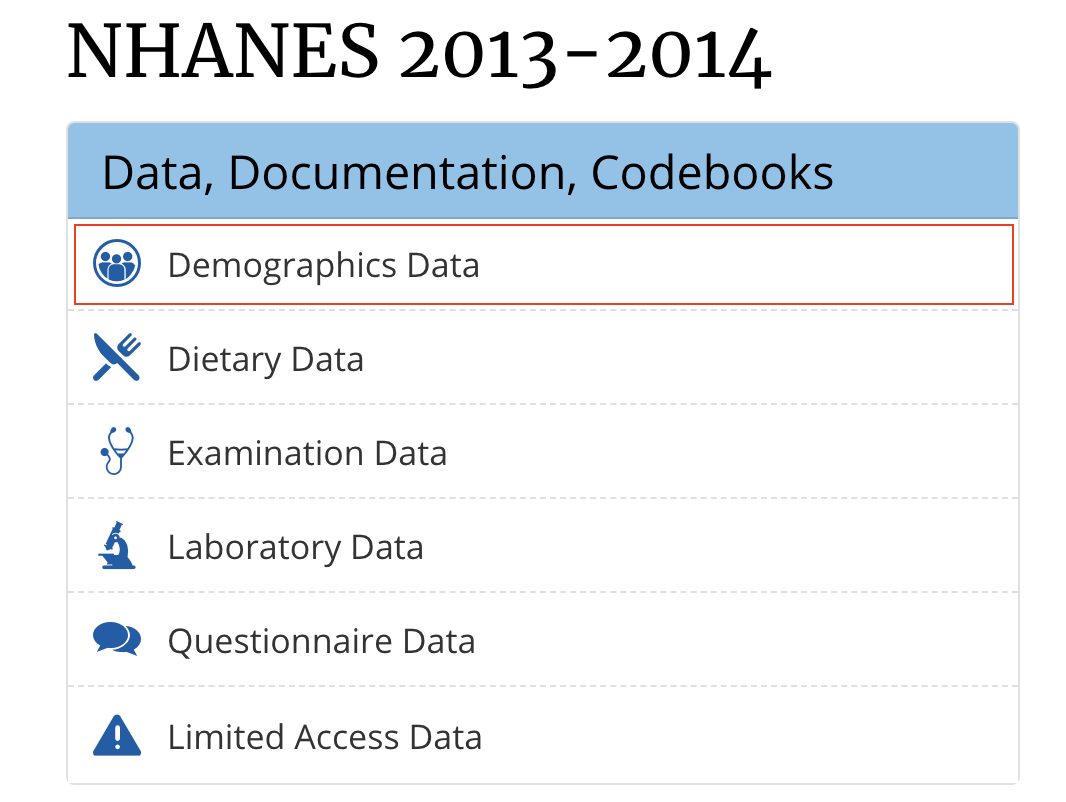 NHANES 2013-2014
Data, Documentation, Codebooks
Demographics Data
Dietary Data
Examination Data
Laboratory Data
Questionnaire Data
Limited Access Data